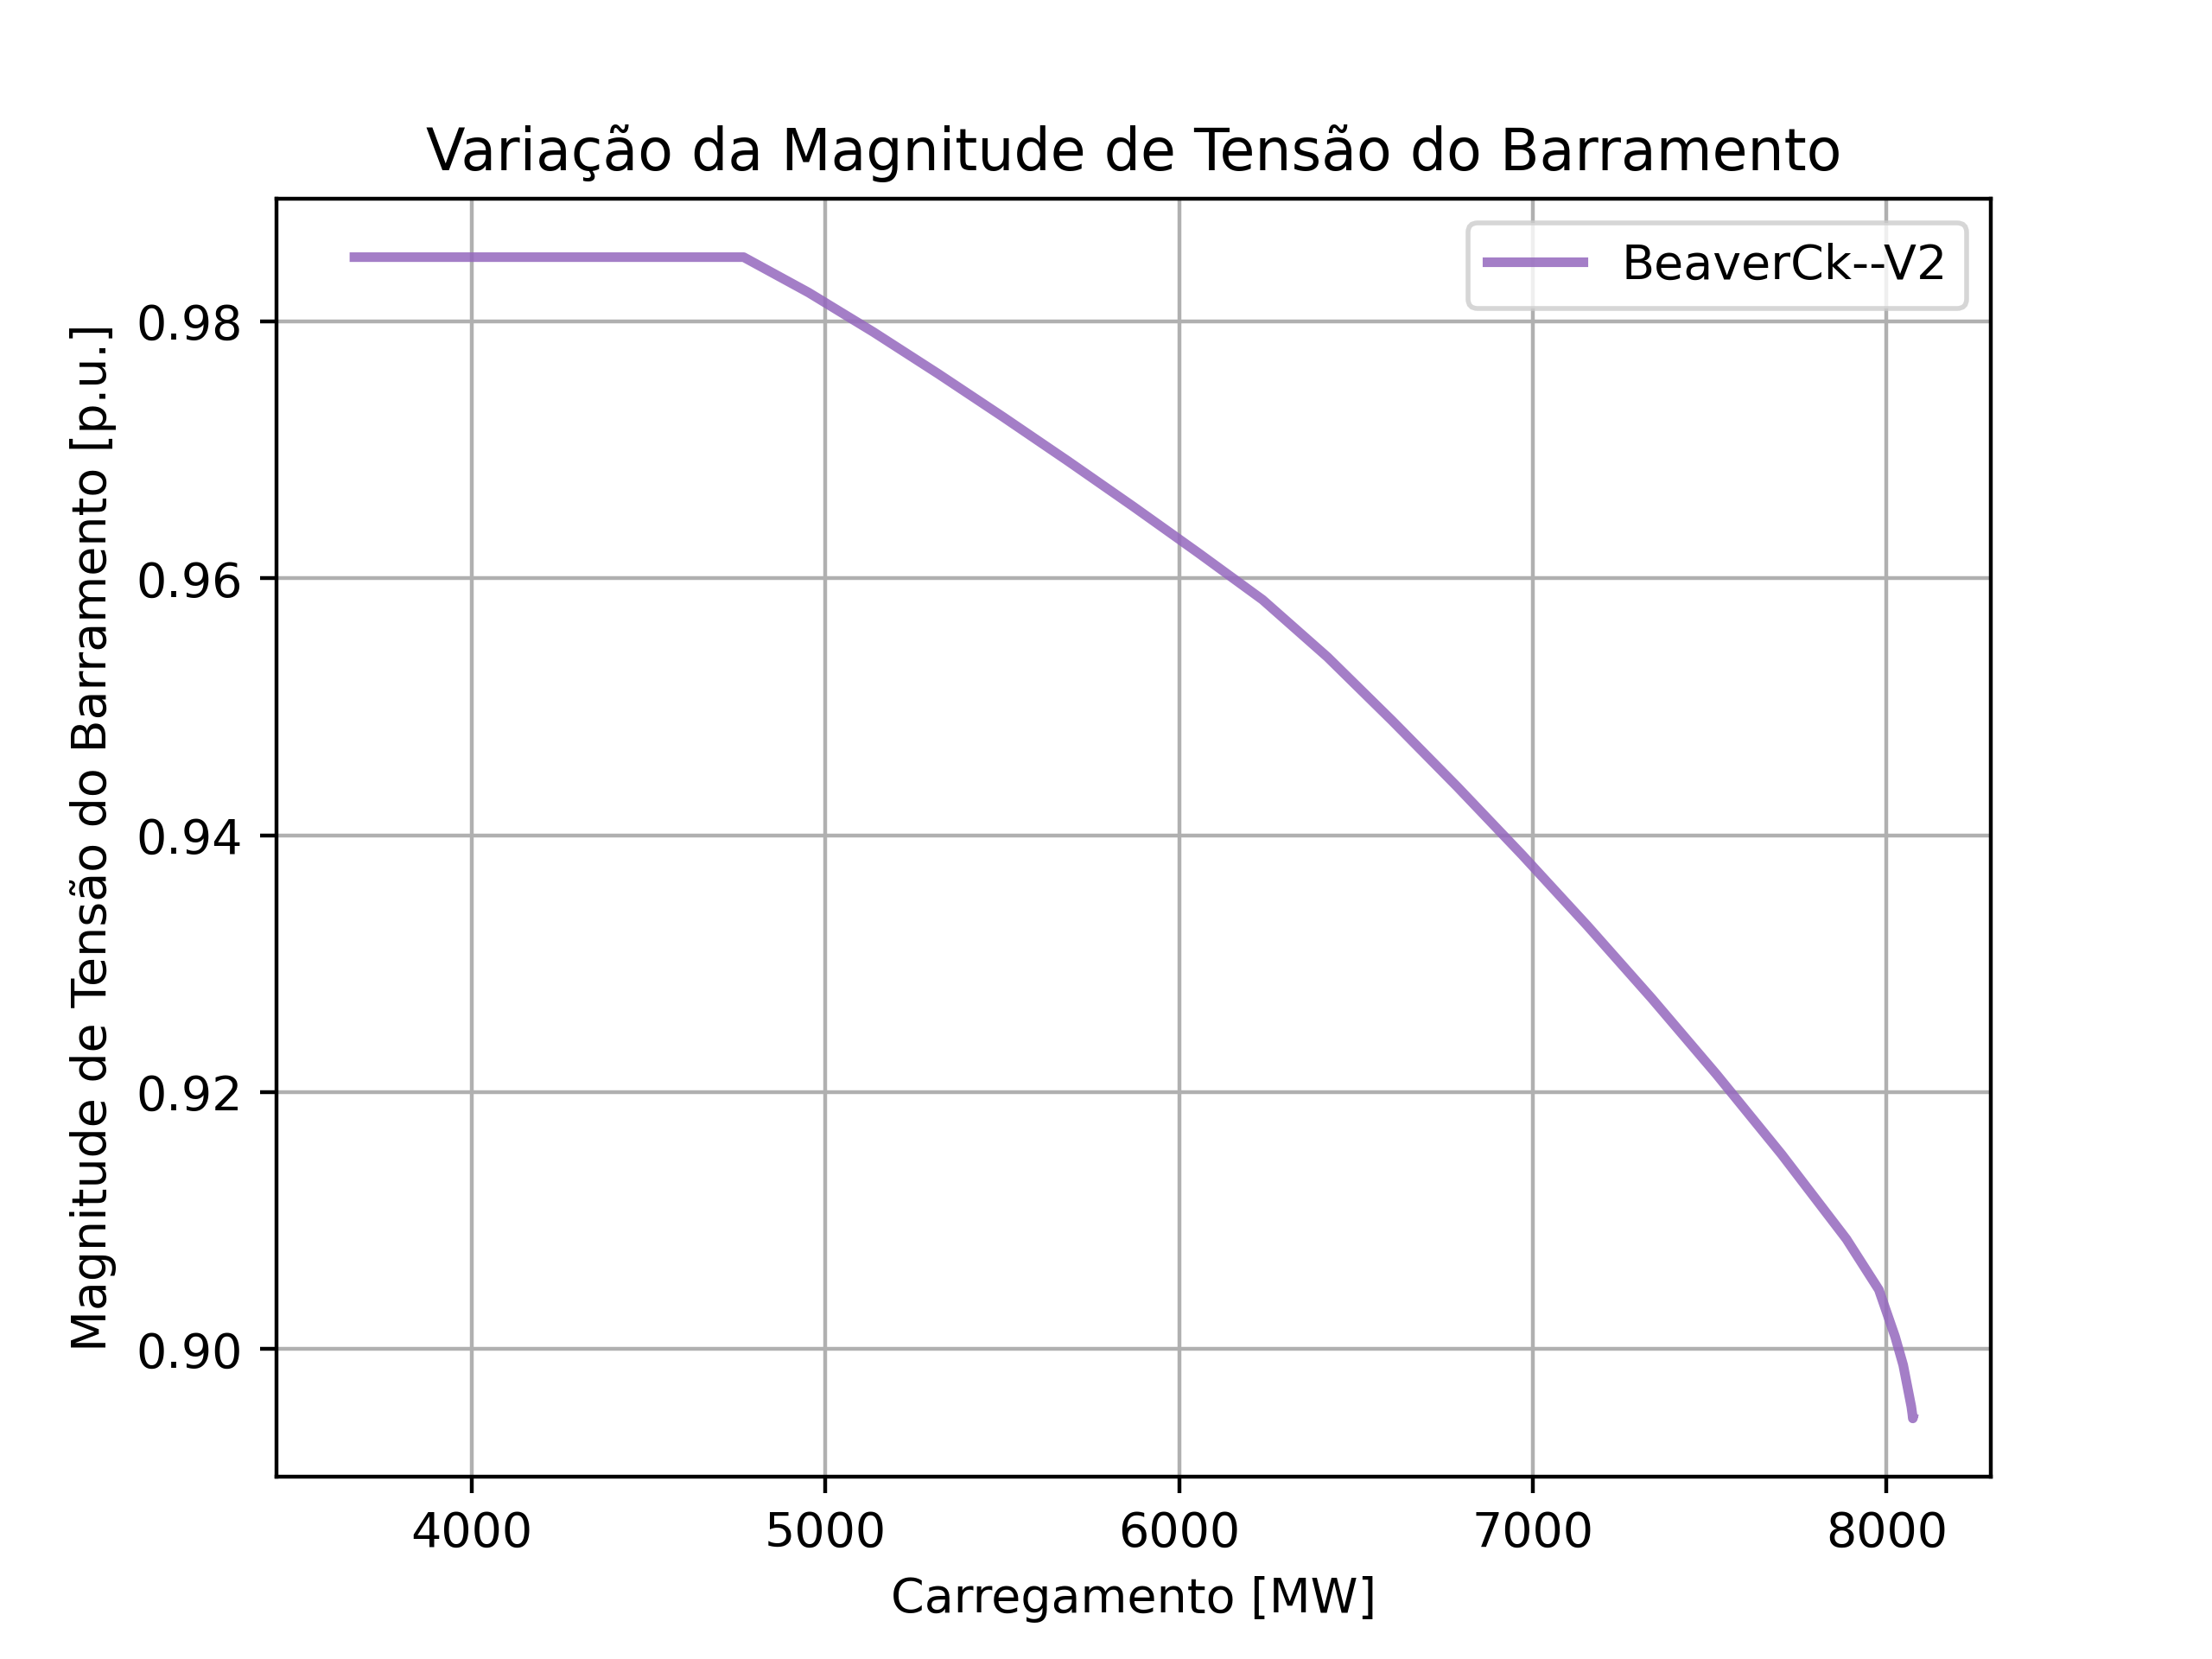 Variação da Magnitude de Tensão do Barramento
BeaverCk--V2
Magnitude de Tensão do Barramento [p.u.]
0.98
0.96
0.94
0.92
0.90
4000 5000 6000 7000 8000
Carregamento [MW]